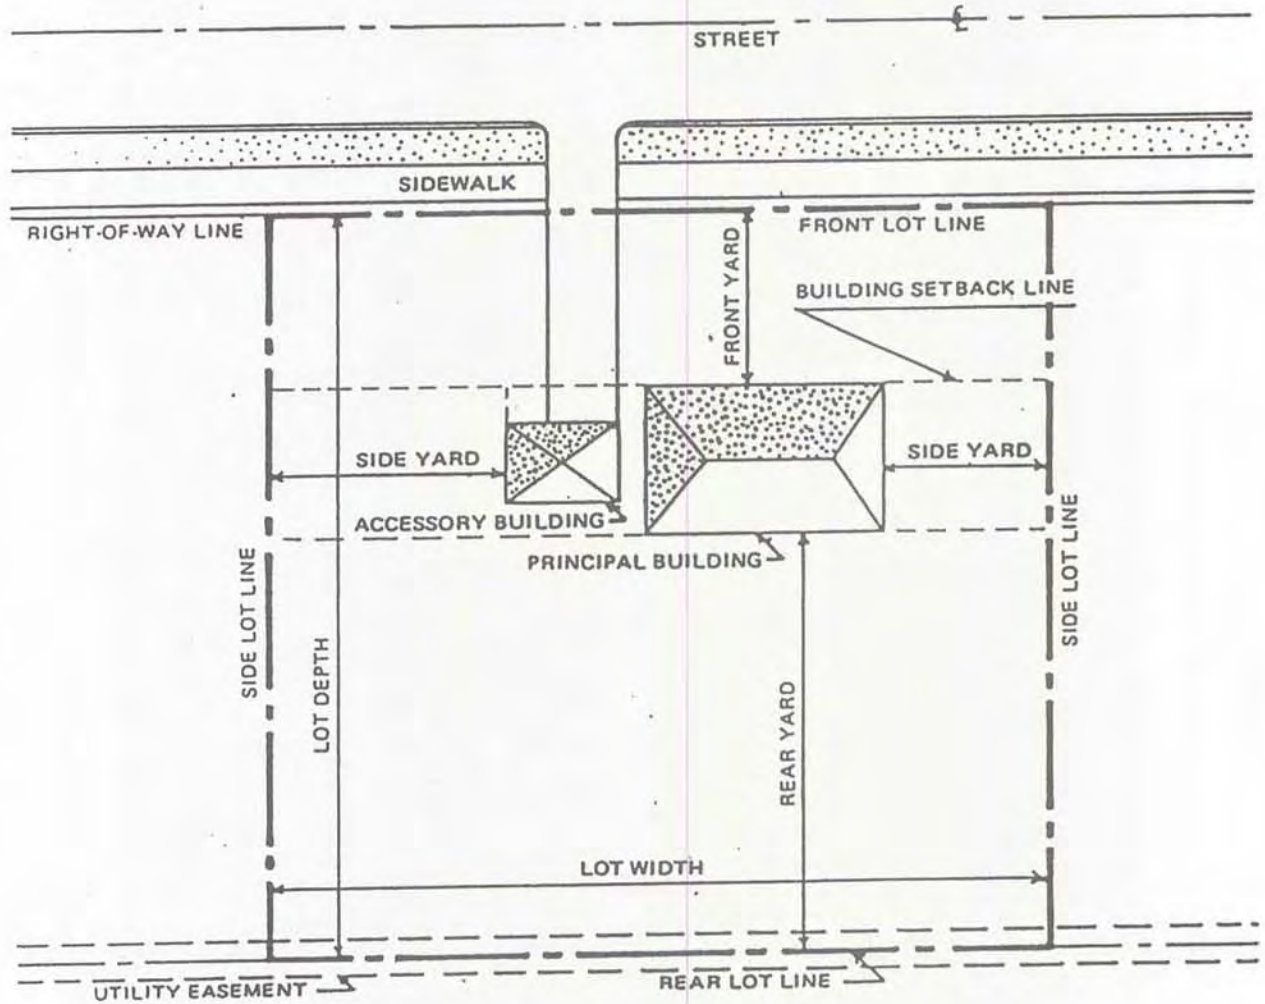 ℄
STREET
SIDEWALK
RIGHT-OF-WAY LINE
FRONT LOT LINE
FRONT YARD
BUILDING SETBACK LINE
SIDE YARD
SIDE YARD
ACCESSORY BUILDING
PRINCIPAL BUILDING
SIDE LOT LINE
LOT DEPTH
SIDE LOT LINE
REAR YARD
LOT WIDTH
UTILITY EASEMENT
REAR LOT LINE